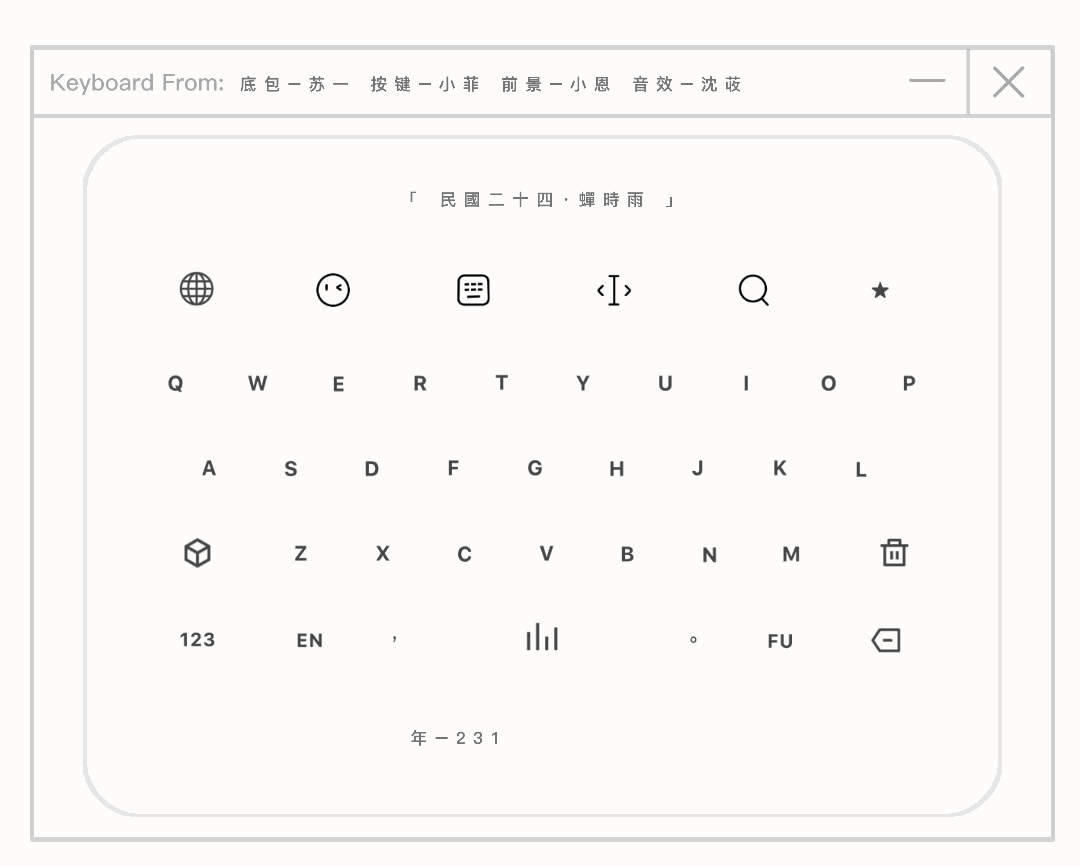 Keyboard From: 底包一苏一 按键一小菲 前景一小恩 音效一沈莜
「 民國二十四·蟬時雨 」
Q W E R T Y U I O P
A S D F G H J K L
Z X C V B N M
123 EN , 。 FU
年一231